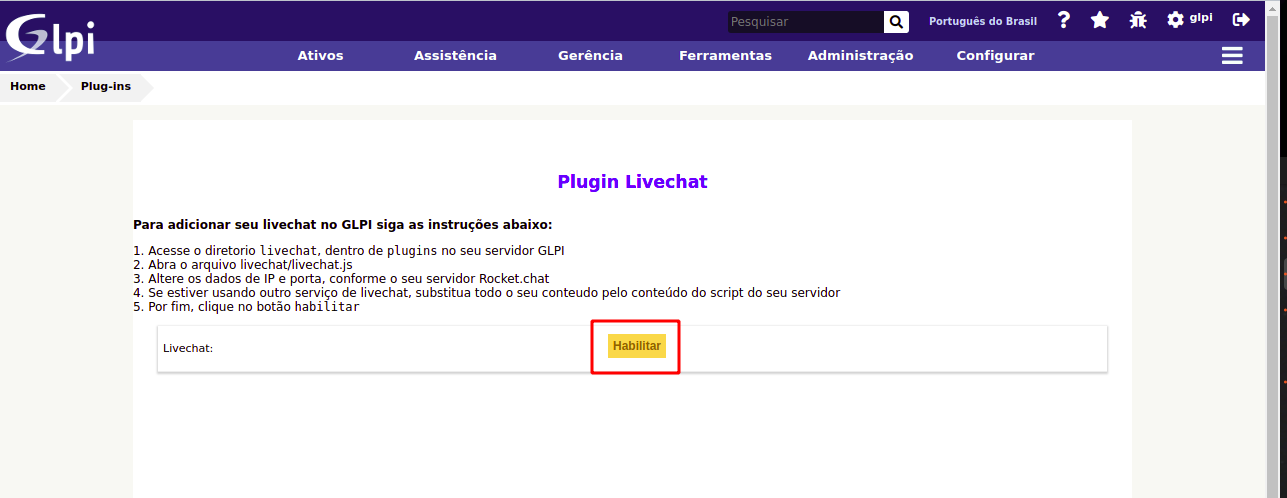 Glpi
Pesquisar
Português do Brasil
?
glpi
Ativos
Assistência
Gerência
Ferramentas
Administração
Configurar
Home
Plug-ins
Plugin Livechat
Para adicionar seu livechat no GLPI siga as instruções abaixo:
1. Acesse o diretorio livechat, dentro de plugins no seu servidor GLPI
2. Abra o arquivo livechat/livechat.js
3. Altere os dados de IP e porta, conforme o seu servidor Rocket.chat
4. Se estiver usando outro serviço de livechat, substitua todo o seu conteudo pelo conteúdo do script do seu servidor
5. Por fim, clique no botão habilitar
Livechat:
Habilitar